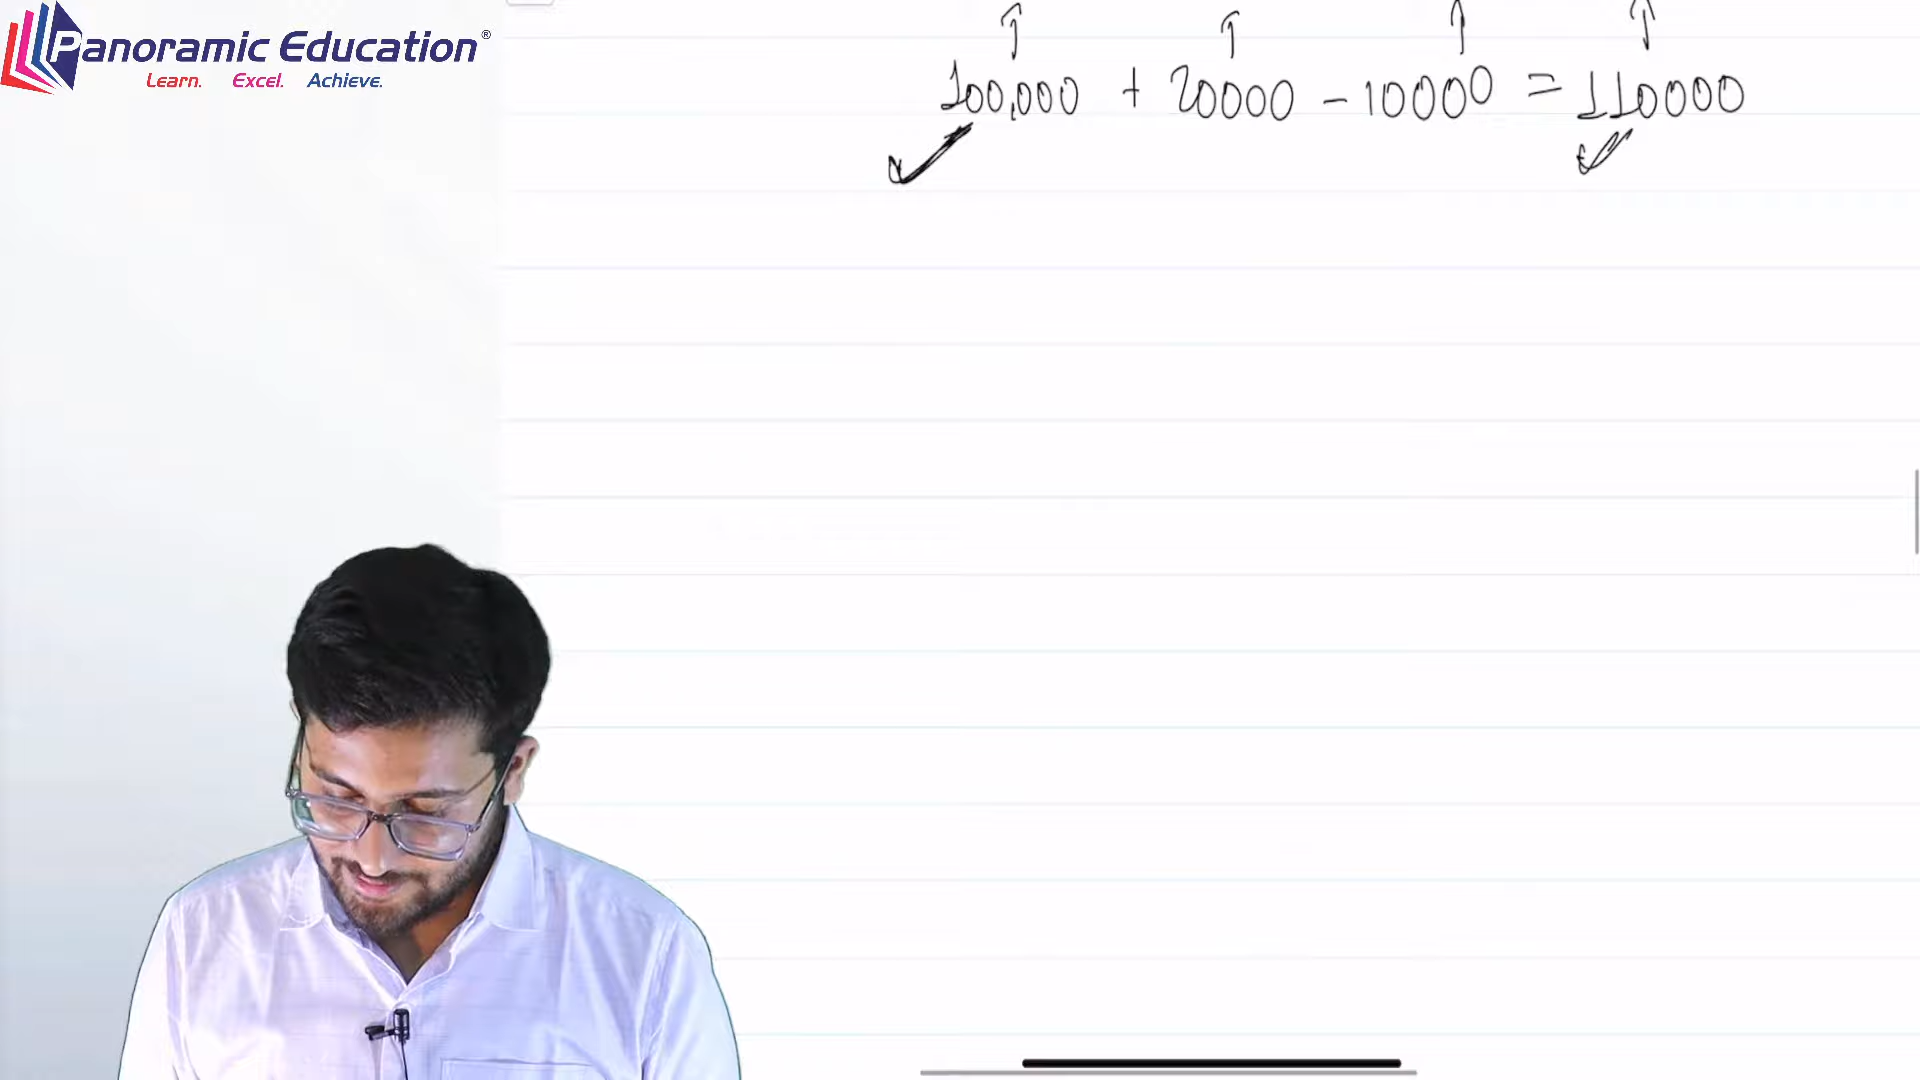 Panoramic Education®
Learn. Excel. Achieve.
100,000 + 20000 - 10000 = 110000